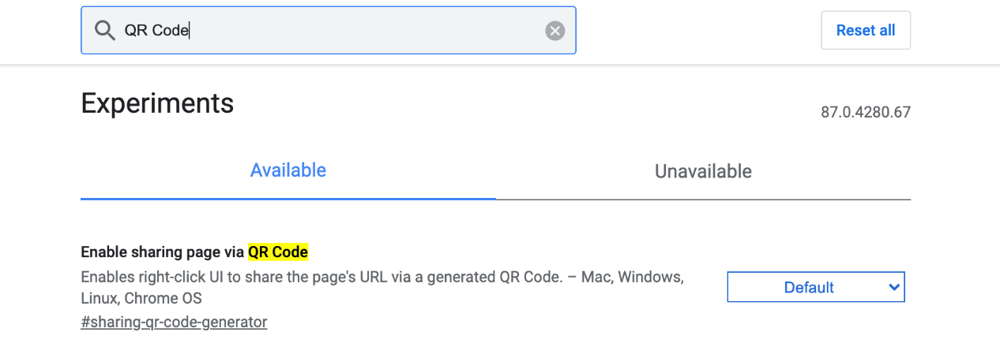 QR Code
Reset all
Experiments
87.0.4280.67
Available
Unavailable
Enable sharing page via QR Code
Enables right-click UI to share the page's URL via a generated QR Code. – Mac, Windows,
Linux, Chrome OS
Default
#sharing-qr-code-generator